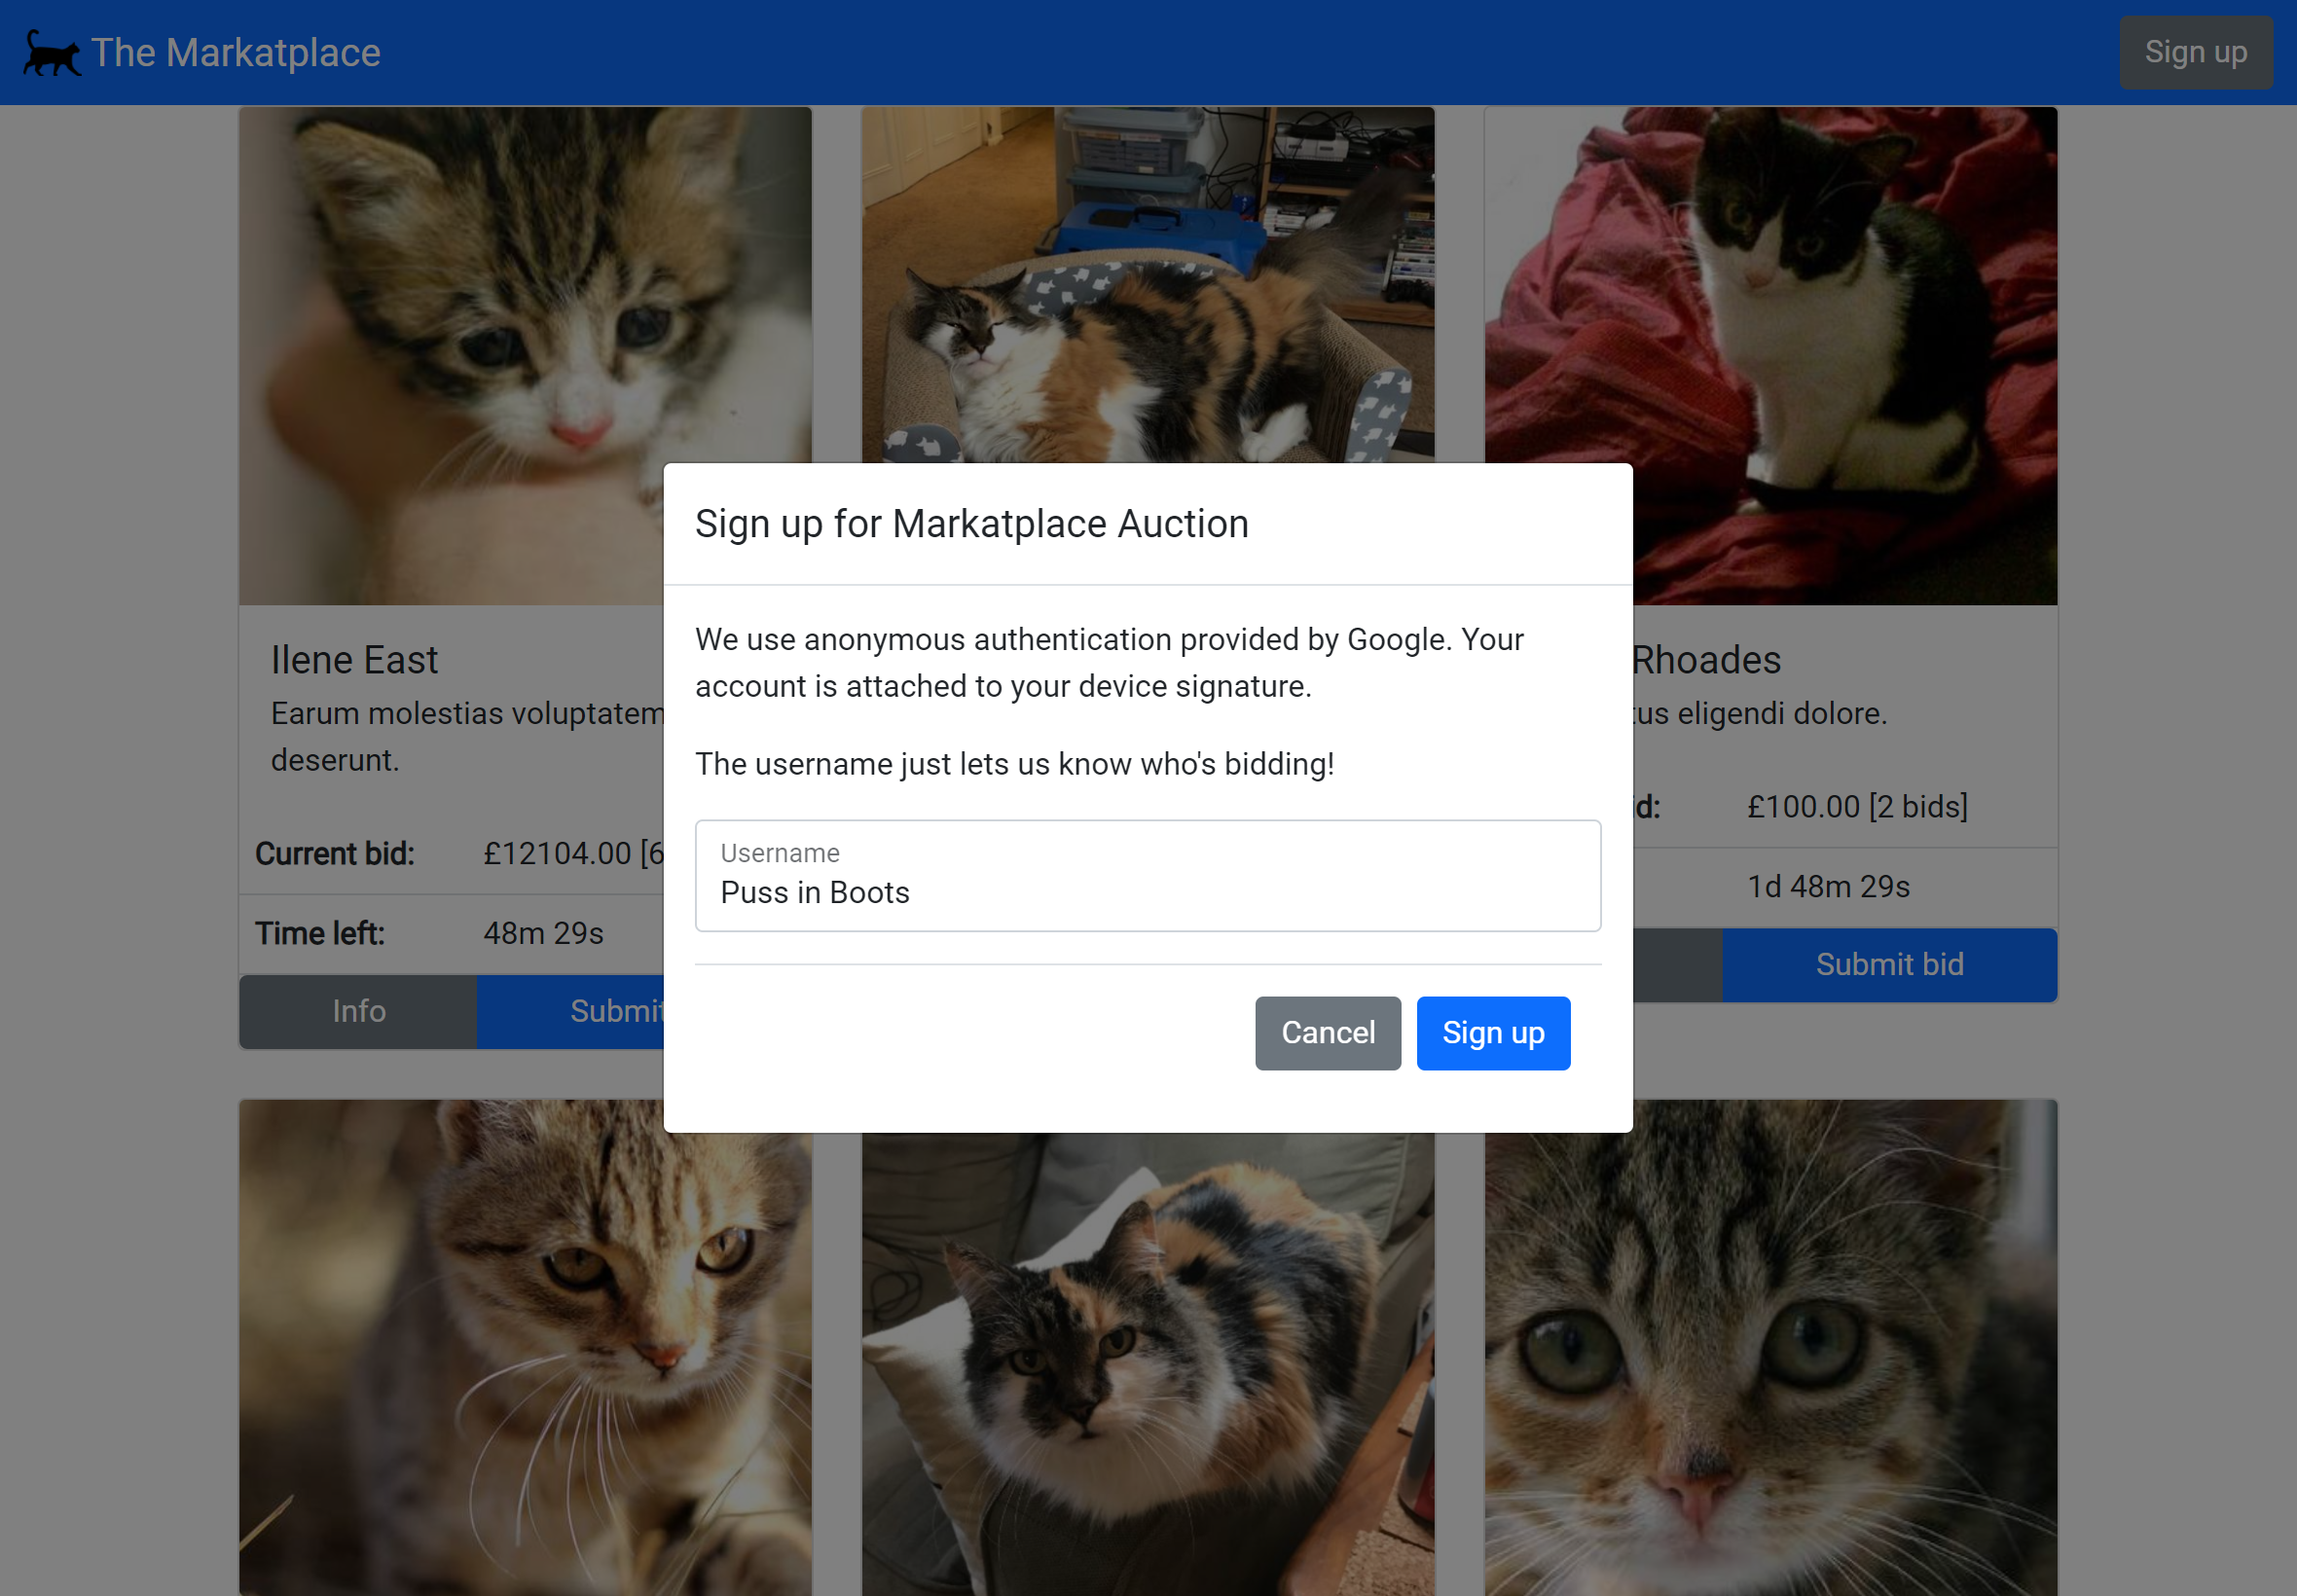 The Markatplace
Sign up
Sign up for Markatplace Auction
We use anonymous authentication provided by Google. Your
account is attached to your device signature.
The username just lets us know who's bidding!
Username
Puss in Boots
Cancel
Sign up
Ilene East
Earum molestias voluptatem
deserunt.
Current bid:
£12104.00 [6
Time left:
48m 29s
Info
Submit
Rhoades
eligendi dolore.
£100.00 [2 bids]
1d 48m 29s
Submit bid